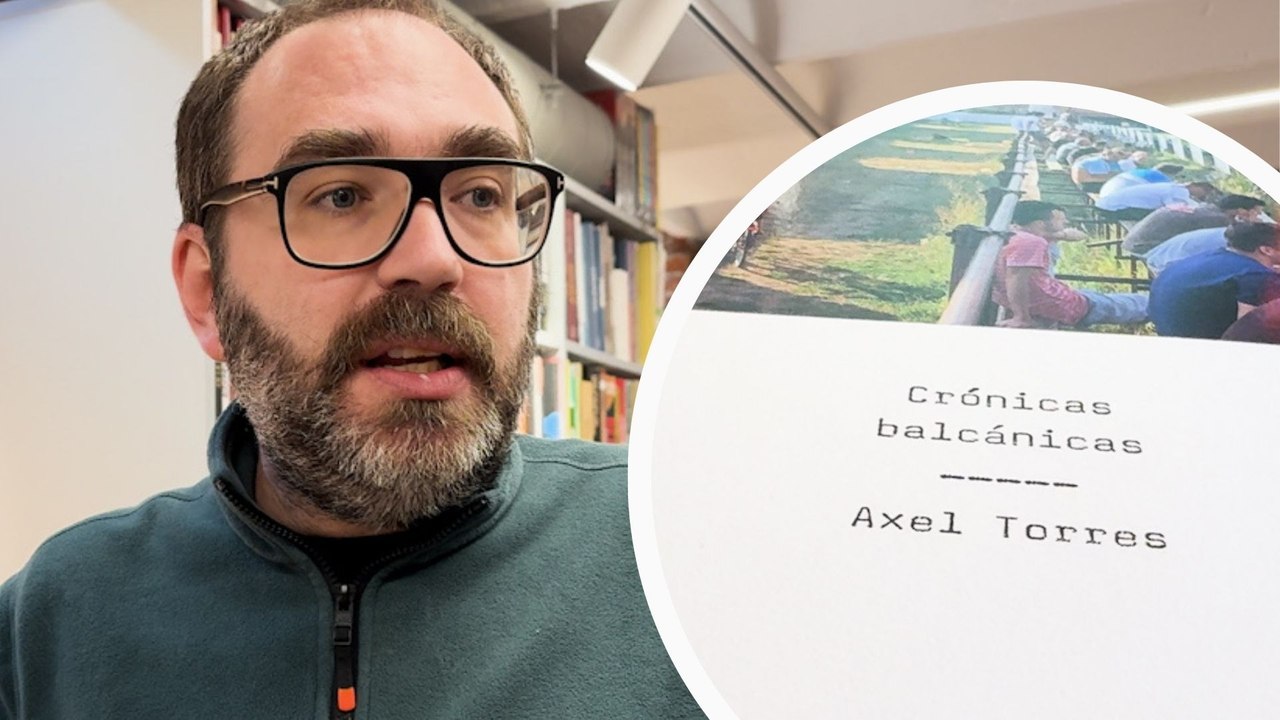 Crónicas
balcánicas
-----
Axel Torres